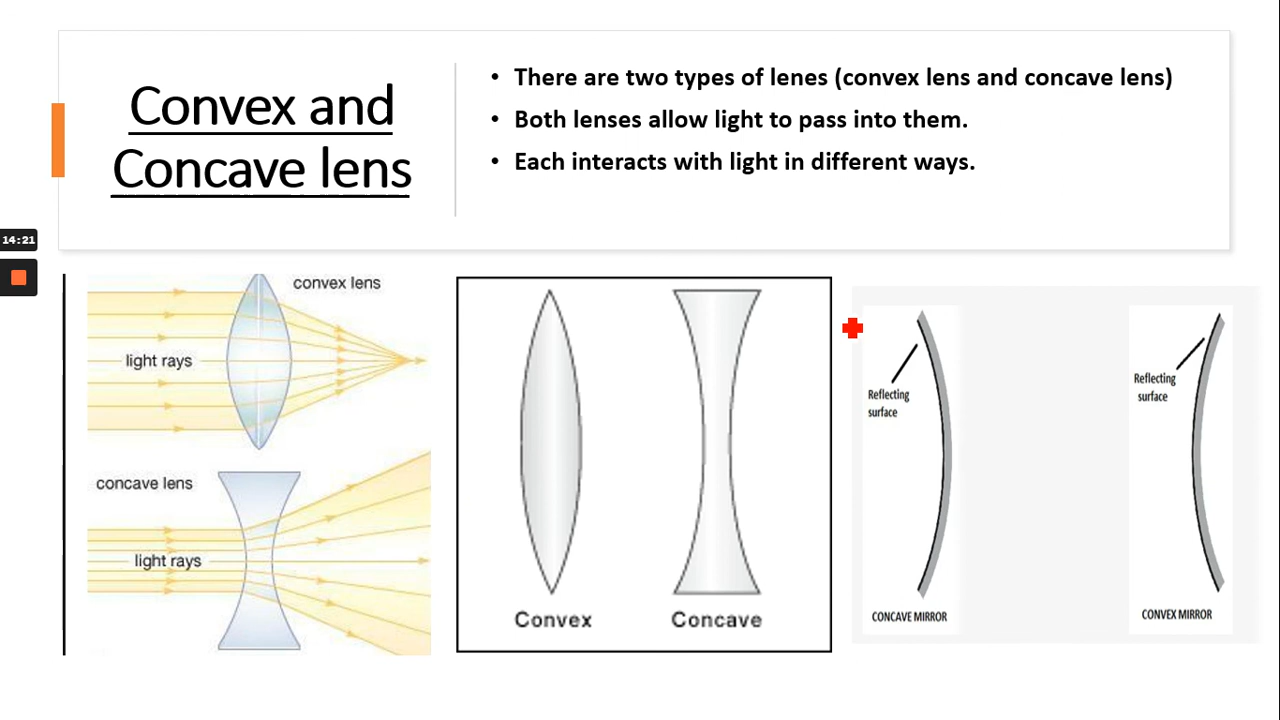 Convex and
Concave lens
• There are two types of lenes (convex lens and concave lens)
• Both lenses allow light to pass into them.
• Each interacts with light in different ways.
14:21
convex lens
light rays
concave lens
light rays
Convex
Concave
Reflecting
surface
CONCAVE MIRROR
Reflecting
surface
CONVEX MIRROR